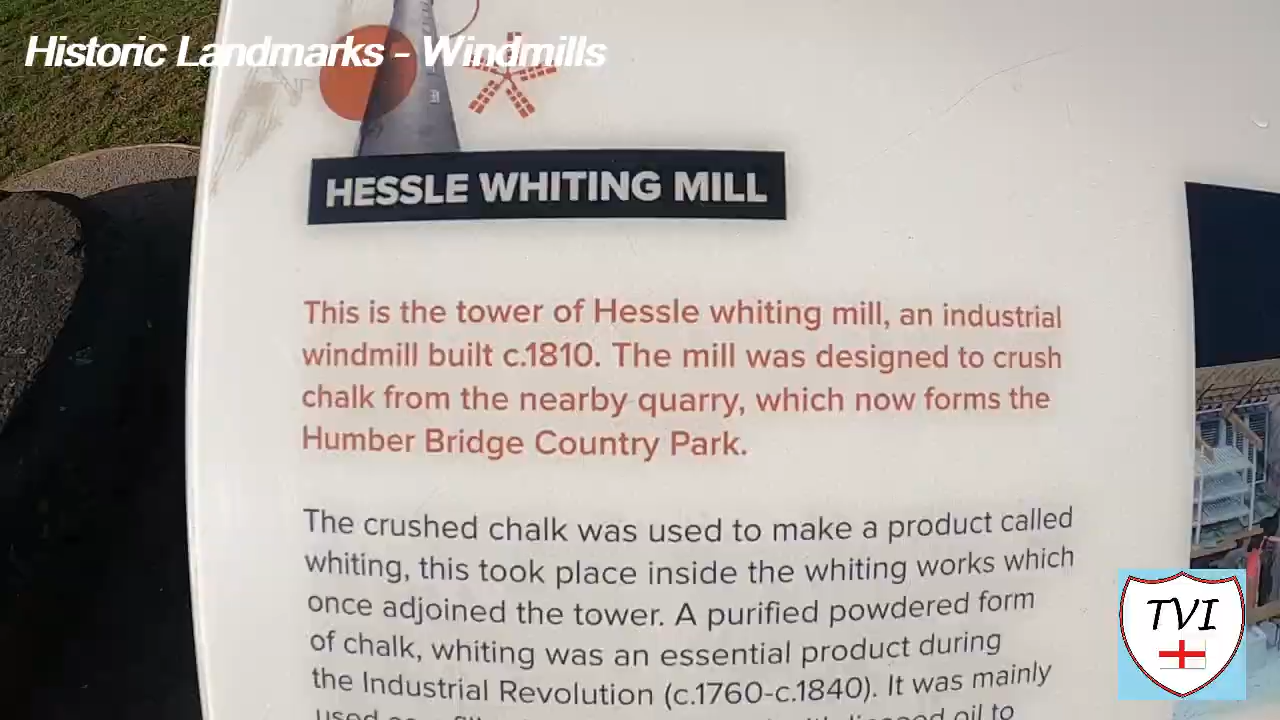 Historic Landmarks - Windmills
HESSLE WHITING MILL
This is the tower of Hessle whiting mill, an industrial
windmill built c.1810. The mill was designed to crush
chalk from the nearby quarry, which now forms the
Humber Bridge Country Park.
The crushed chalk was used to make a product called
whiting, this took place inside the whiting works which
once adjoined the tower. A purified powdered form
of chalk, whiting was an essential product during
the Industrial Revolution (c.1760-c.1840). It was mainly
used oil to
TVI